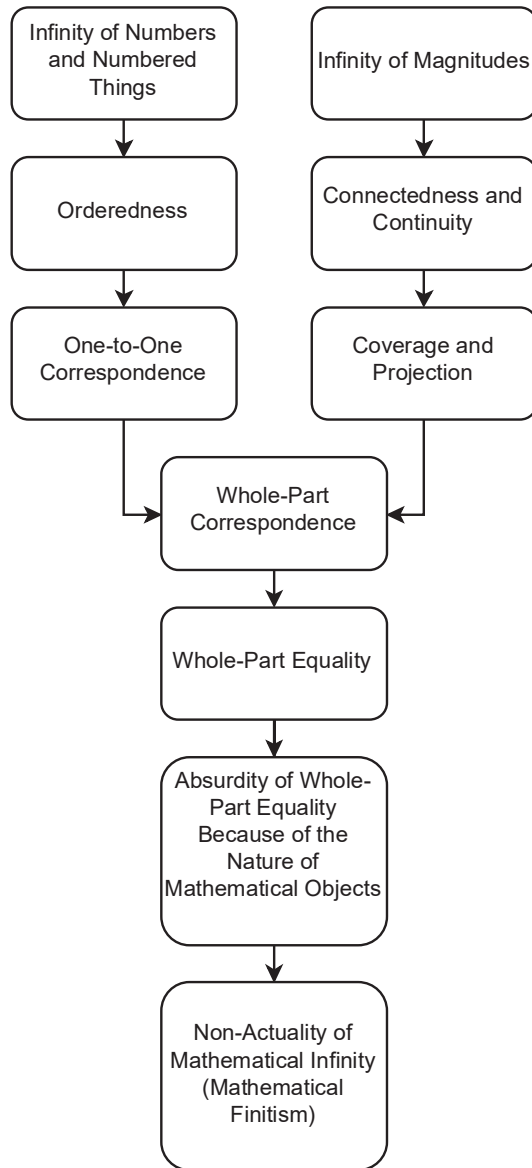 Infinity of Numbers
and Numbered
Things
Infinity of Magnitudes
Orderedness
Connectedness and
Continuity
One-to-One
Correspondence
Coverage and
Projection
Whole-Part
Correspondence
Whole-Part Equality
Absurdity of Whole-
Part Equality
Because of the
Nature of
Mathematical Objects
Non-Actuality of
Mathematical Infinity
(Mathematical
Finitism)